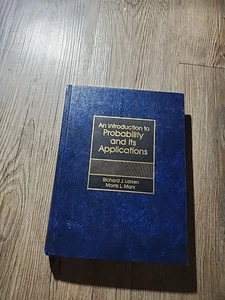 An Introduction to
Probability
and Its
Applications
Richard J. Larsen
Morris L. Marx